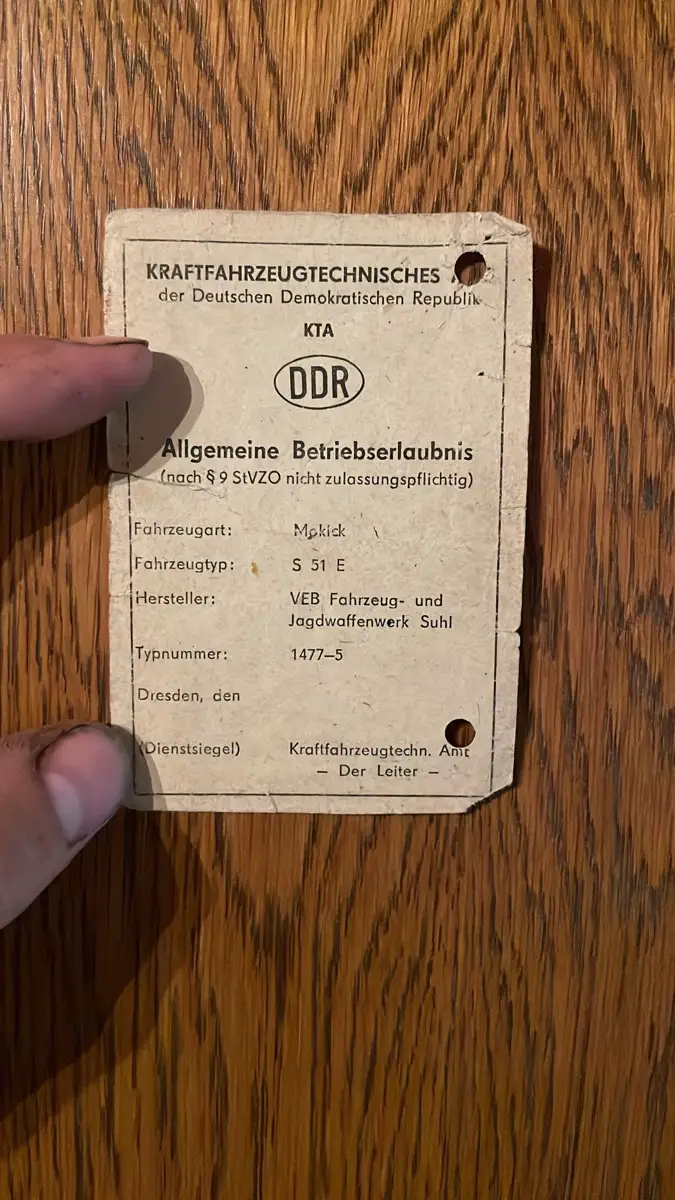 KRAFTFAHRZEUGTECHNISCHES
der Deutschen Demokratischen Republik
KTA
DDR
Allgemeine Betriebserlaubnis
(nach § 9 StVZO nicht zulassungspflichtig)
Fahrzeugart: Mokick
Fahrzeugtyp: S 51 E
Hersteller: VEB Fahrzeug- und
Jagdwaffenwerk Suhl
Typnummer: 1477–5
Dresden, den
(Dienstsiegel) Kraftfahrzeugtechn. Amt
– Der Leiter –